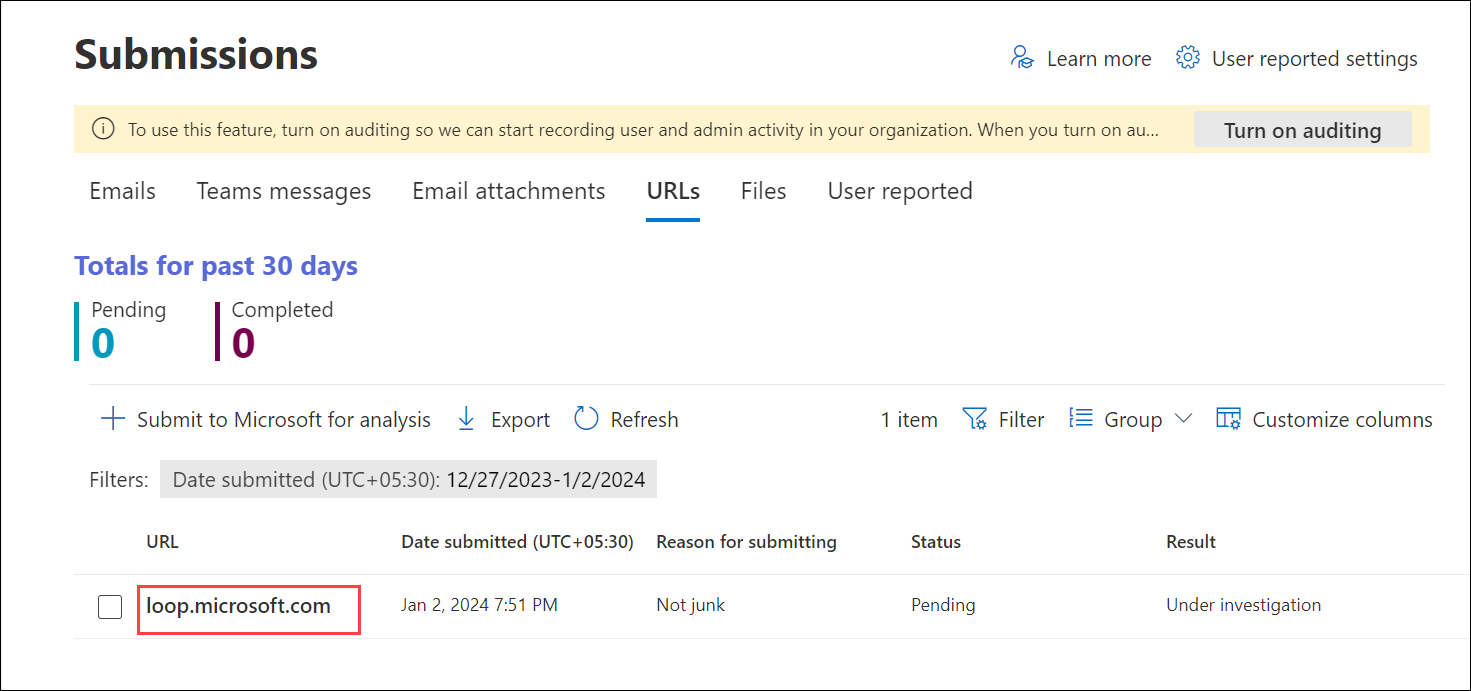 Submissions
Learn more
User reported settings
To use this feature, turn on auditing so we can start recording user and admin activity in your organization. When you turn on au...
Turn on auditing
Emails Teams messages Email attachments URLs Files User reported
Totals for past 30 days
Pending Completed
0 0
Submit to Microsoft for analysis Export Refresh 1 item Filter Group Customize columns
Filters: Date submitted (UTC+05:30): 12/27/2023-1/2/2024
URL Date submitted (UTC+05:30) Reason for submitting Status Result
loop.microsoft.com Jan 2, 2024 7:51 PM Not junk Pending Under investigation